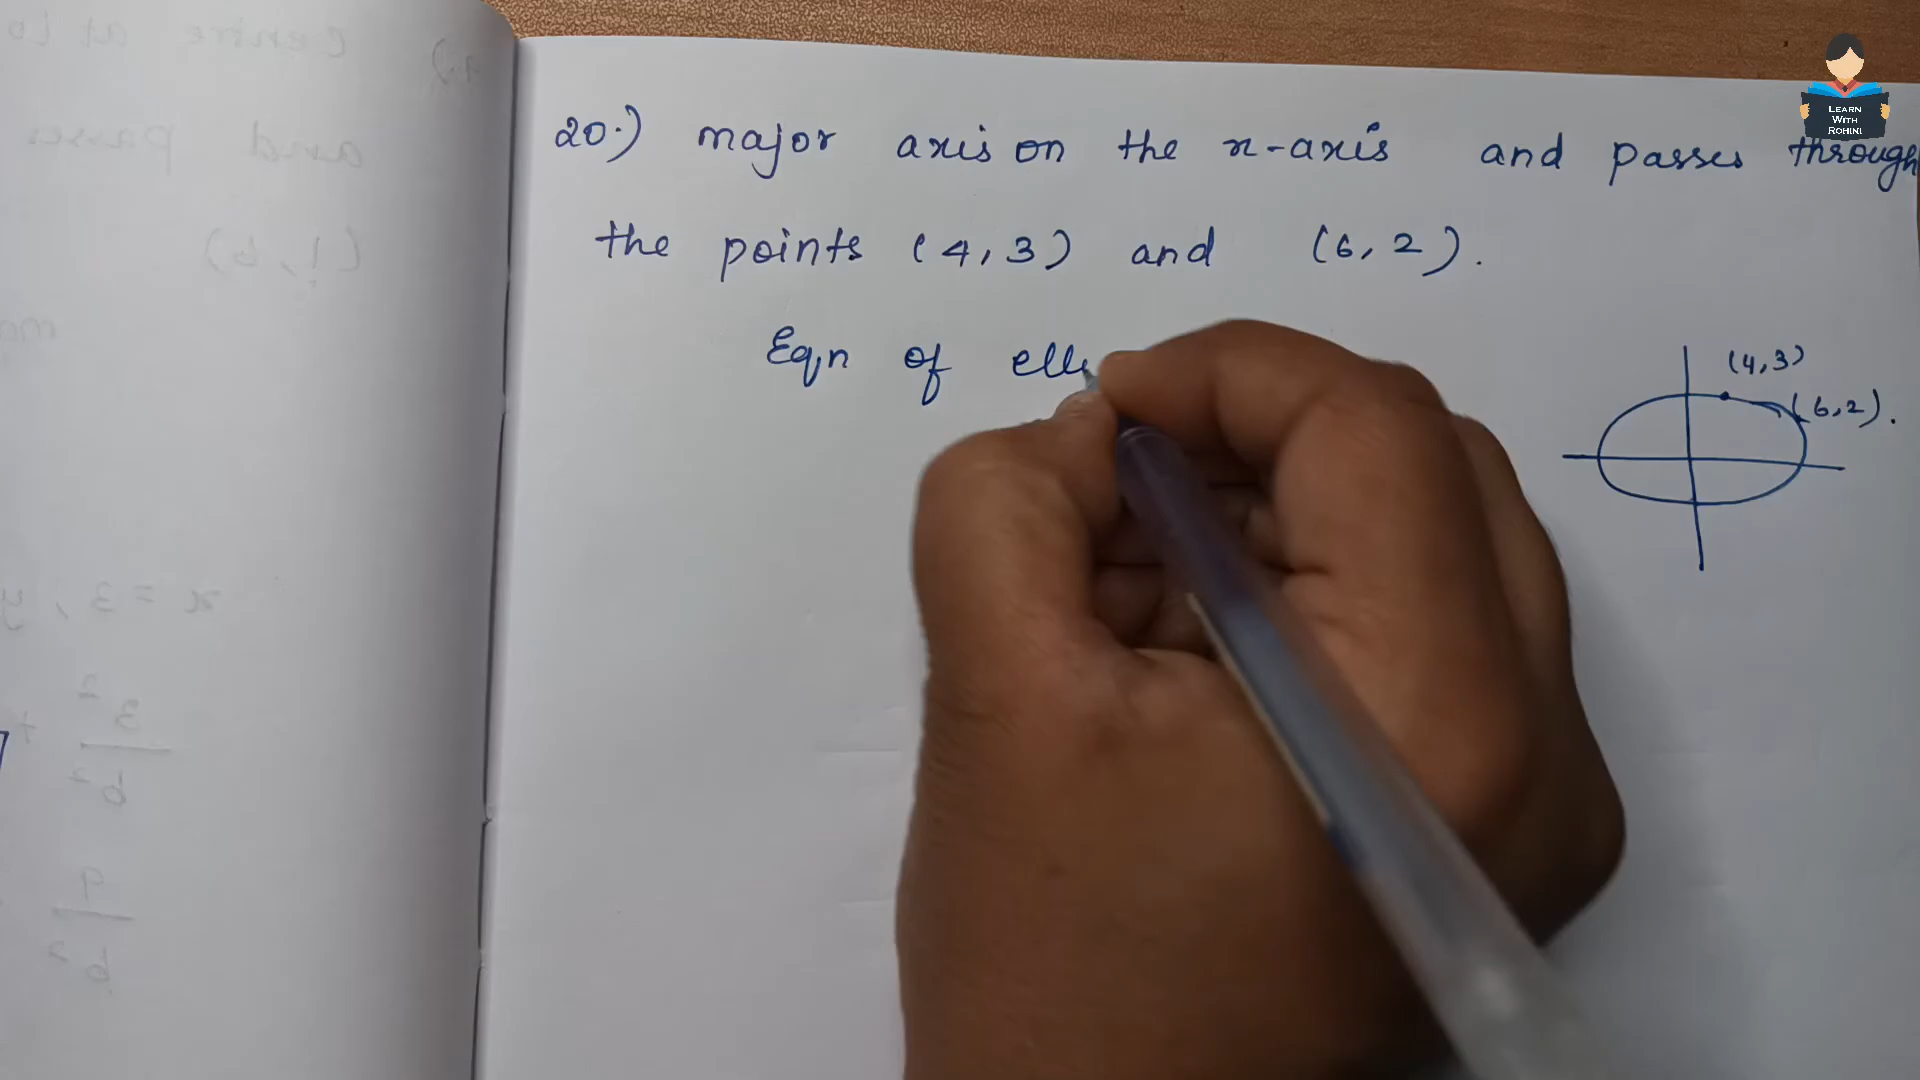 20.) major axis on the x-axis and passes through
the points (4,3) and (6,2).
Eqn of elli
(4,3)
(6,2).
LEARN
WITH
ROHINI